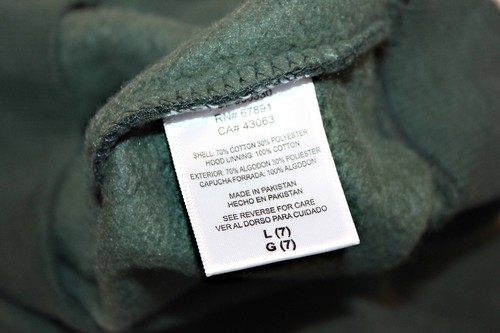 RN# 67891
CA# 43063
SHELL: 70% COTTON 30% POLYESTER
HOOD LINNING: 100% COTTON
EXTERIOR: 70% ALGODON 30% POLIESTER
CAPUCHA FORRADA: 100% ALGODON
MADE IN PAKISTAN
HECHO EN PAKISTAN
SEE REVERSE FOR CARE
VER AL DORSO PARA CUIDADO
L (7)
G (7)